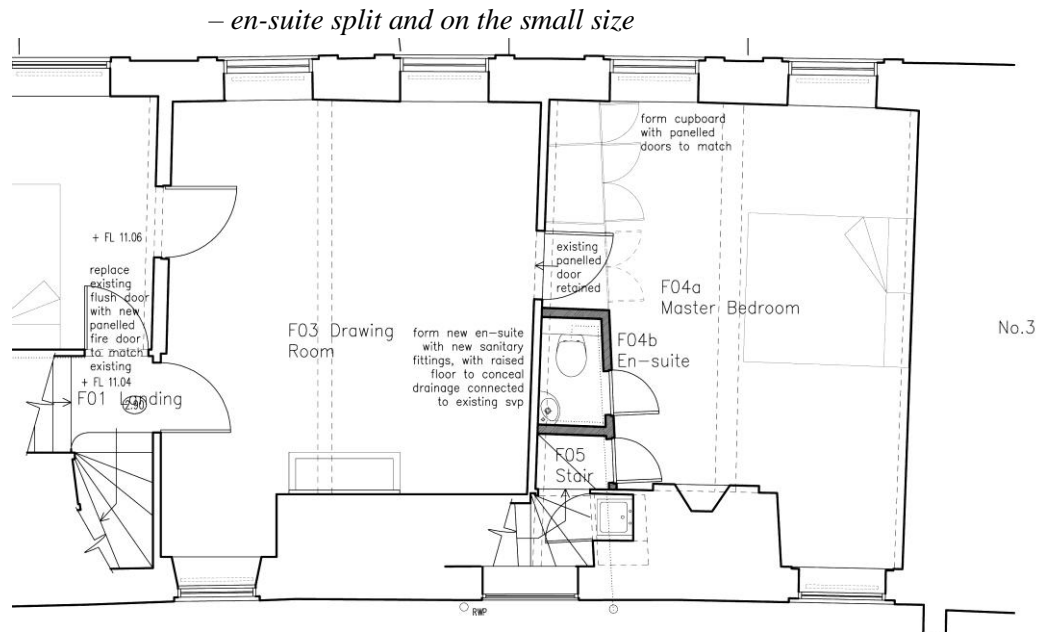 – en-suite split and on the small size
form cupboard
with panelled
doors to match
+ FL 11.06
replace
existing
flush door
with new
panelled
fire door
to match
existing
+ FL 11.04
F01 Landing
2.90
F03 Drawing
Room
form new en-suite
with new sanitary
fittings, with raised
floor to conceal
drainage connected
to existing svp
existing
panelled
door
retained
F04a
Master Bedroom
F04b
En-suite
F05
Stair
No.3
RWP